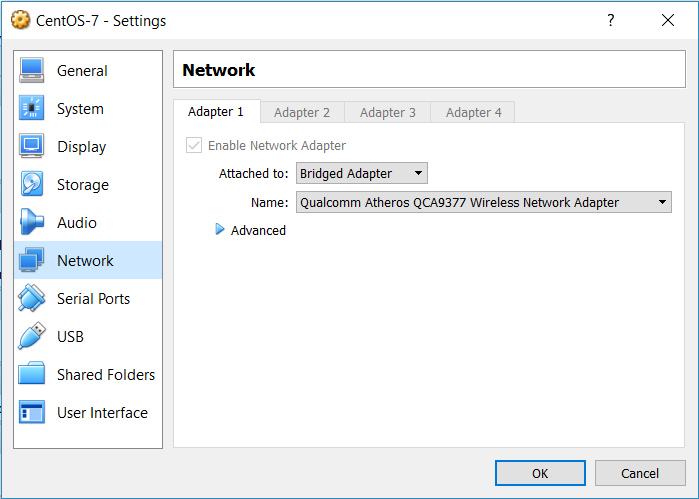 CentOS-7 - Settings
?
General
System
Display
Storage
Audio
Network
Serial Ports
USB
Shared Folders
User Interface
Network
Adapter 1 Adapter 2 Adapter 3 Adapter 4
Enable Network Adapter
Attached to: Bridged Adapter
Name: Qualcomm Atheros QCA9377 Wireless Network Adapter
Advanced
OK Cancel